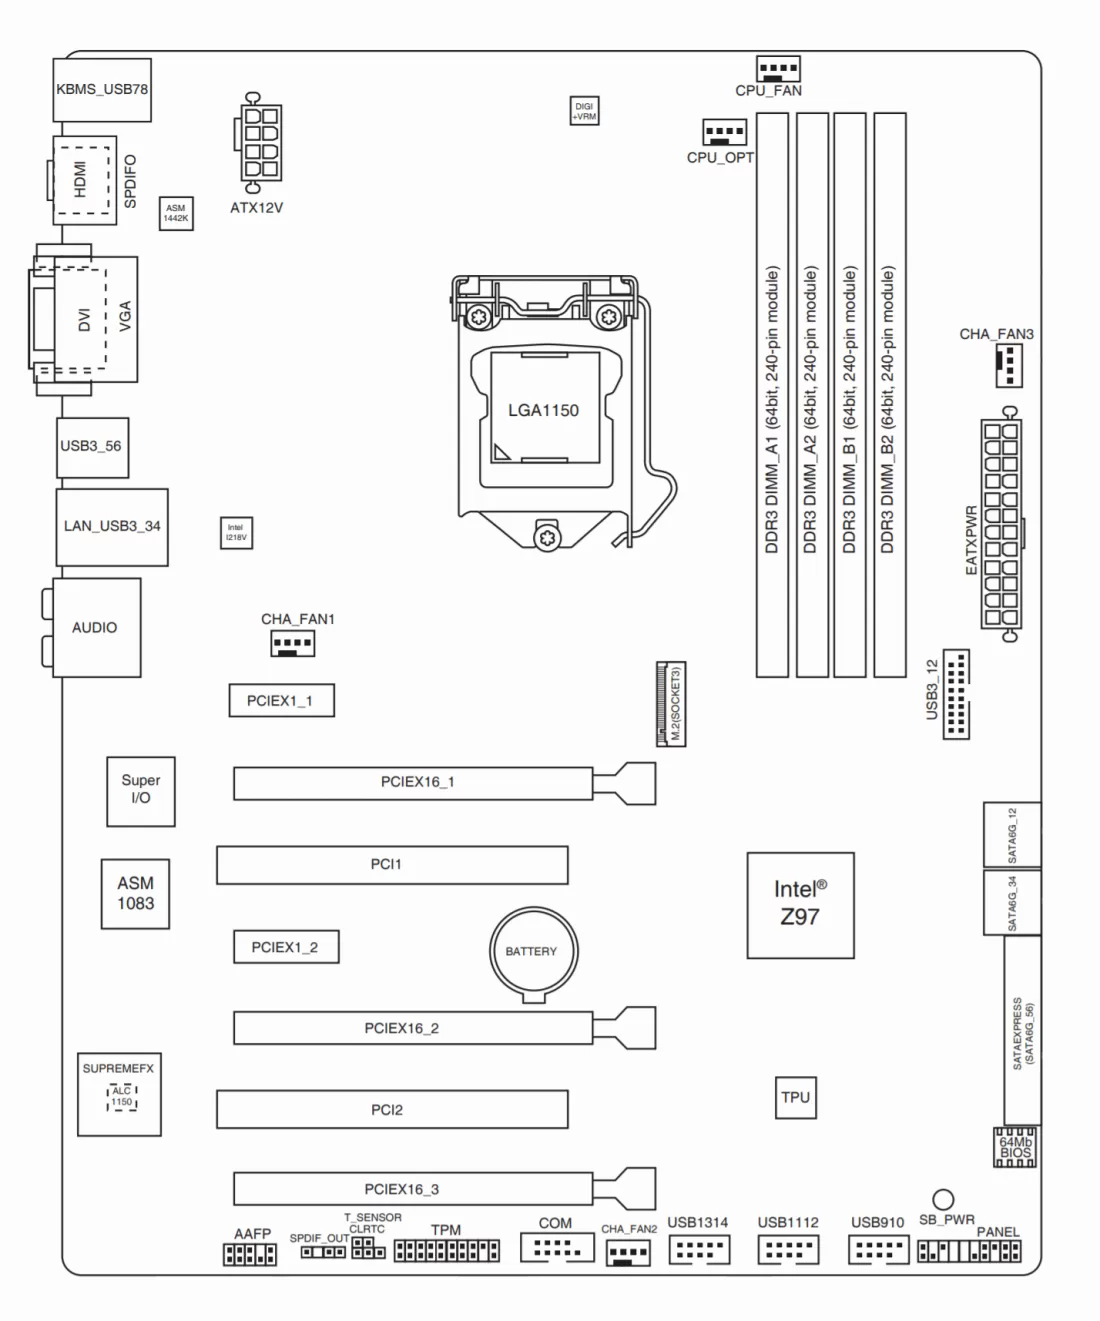 KBMS_USB78
HDMI
SPDIFO
ASM
1442K
ATX12V
DIGI
+VRM
CPU_FAN
CPU_OPT
DVI
VGA
LGA1150
DDR3 DIMM_A1 (64bit, 240-pin module)
DDR3 DIMM_A2 (64bit, 240-pin module)
DDR3 DIMM_B1 (64bit, 240-pin module)
DDR3 DIMM_B2 (64bit, 240-pin module)
CHA_FAN3
EATXPWR
USB3_56
LAN_USB3_34
Intel
I218V
AUDIO
CHA_FAN1
PCIEX1_1
M.2(SOCKET3)
USB3_12
Super
I/O
PCIEX16_1
SATA6G_12
ASM
1083
PCI1
Intel®
Z97
SATA6G_34
PCIEX1_2
BATTERY
PCIEX16_2
SATAEXPRESS
(SATA6G_56)
SUPREMEFX
ALC
1150
PCI2
TPU
64Mb
BIOS
PCIEX16_3
AAFP
SPDIF_OUT
T_SENSOR
CLRTC
TPM
COM
CHA_FAN2
USB1314
USB1112
USB910
SB_PWR
PANEL